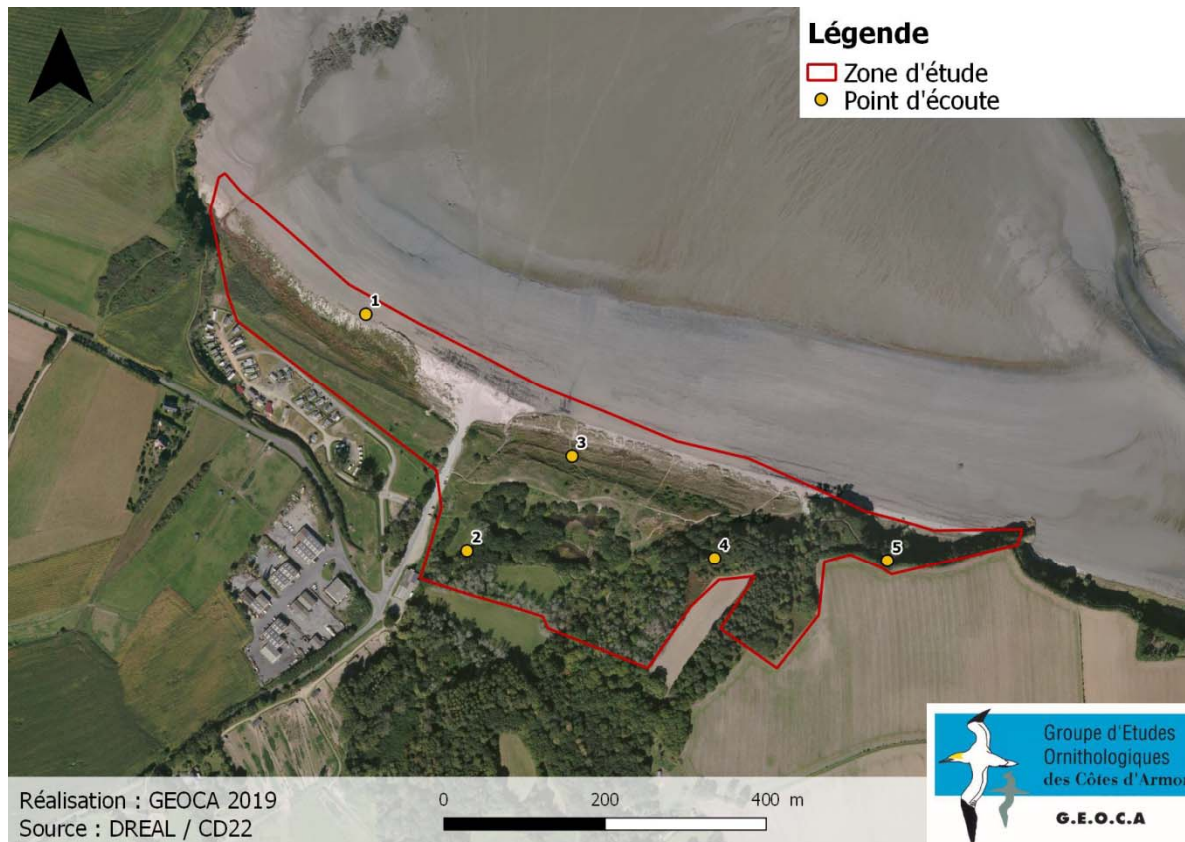 Légende
Zone d'étude
Point d'écoute
1
3
2
4
5
Réalisation : GEOCA 2019
Source : DREAL / CD22
0 200 400 m
Groupe d'Etudes
Ornithologiques
des Côtes d'Armor
G.E.O.C.A